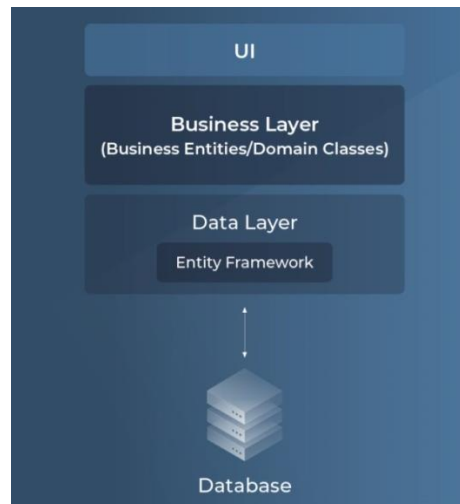 UI
Business Layer
(Business Entities/Domain Classes)
Data Layer
Entity Framework
Database